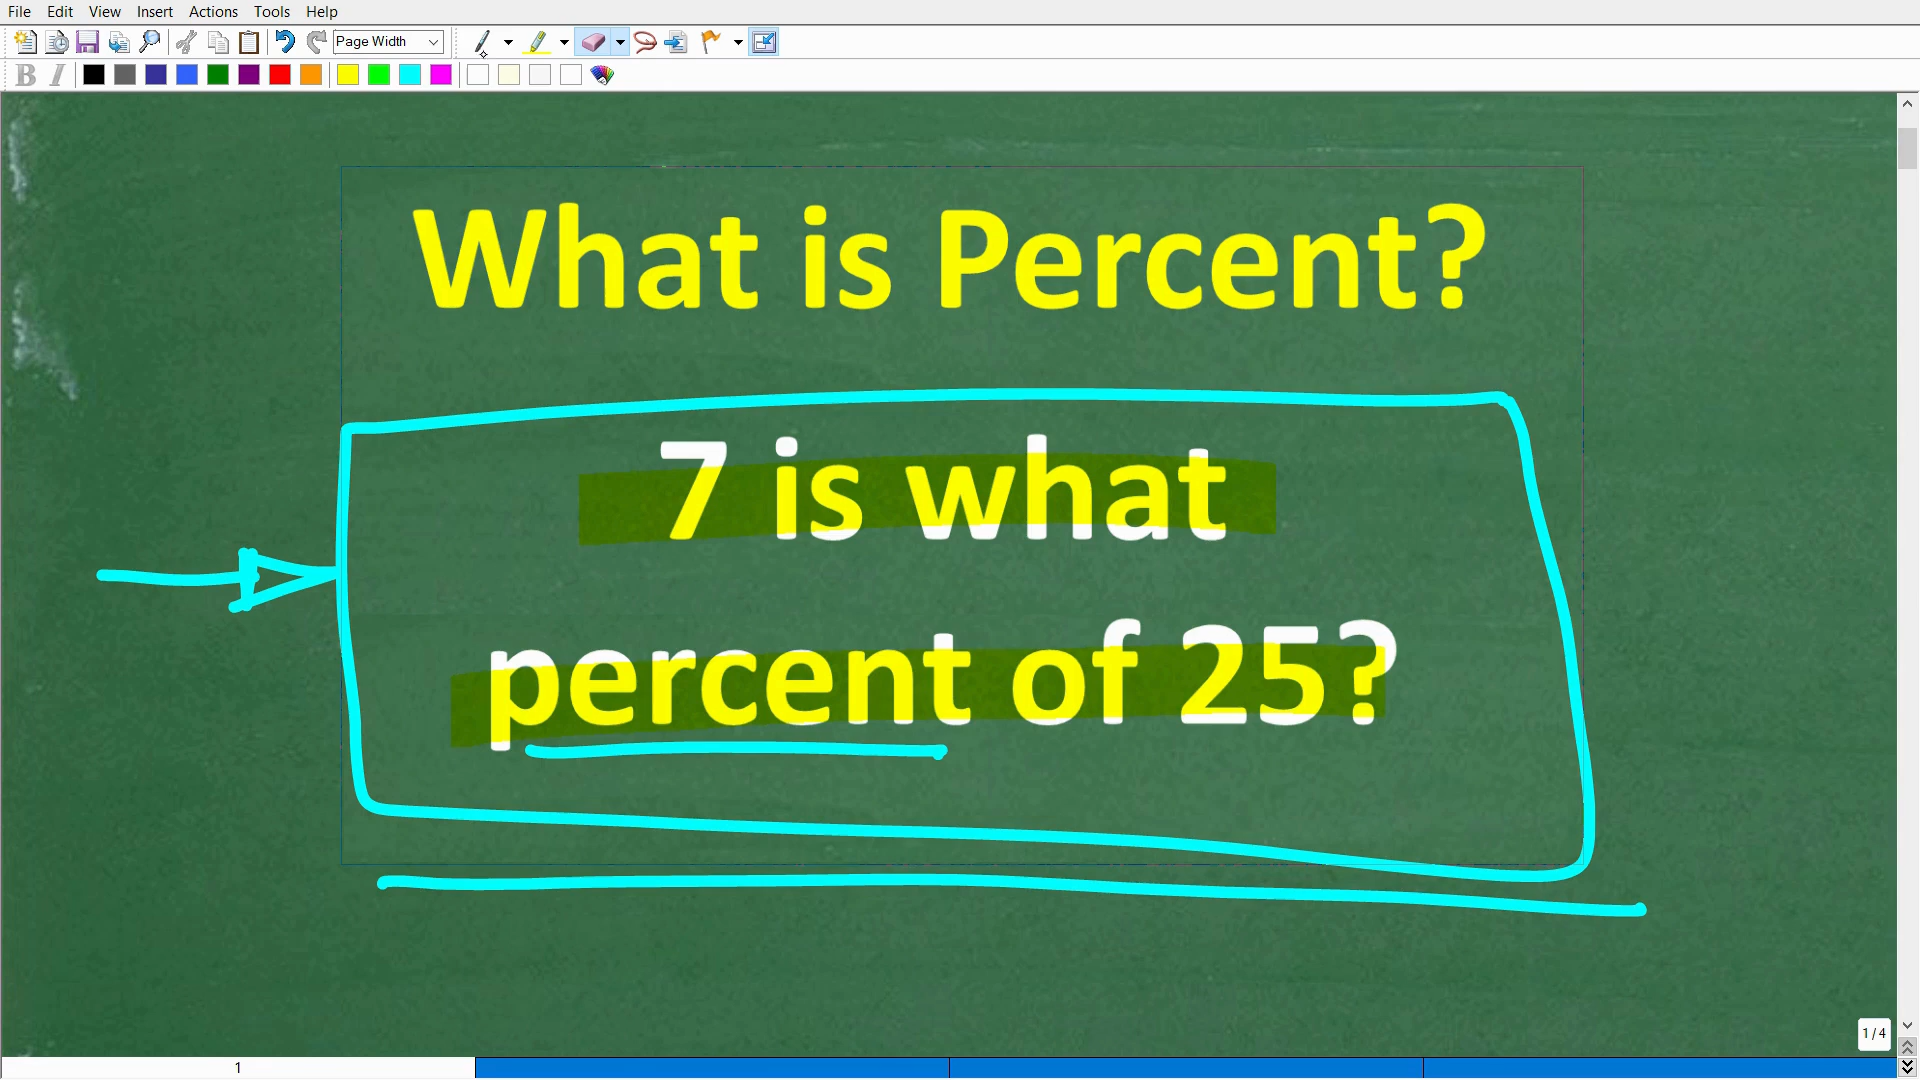 File Edit View Insert Actions Tools Help
Page Width
B I
What is Percent?
7 is what
percent of 25?
1 / 4
1